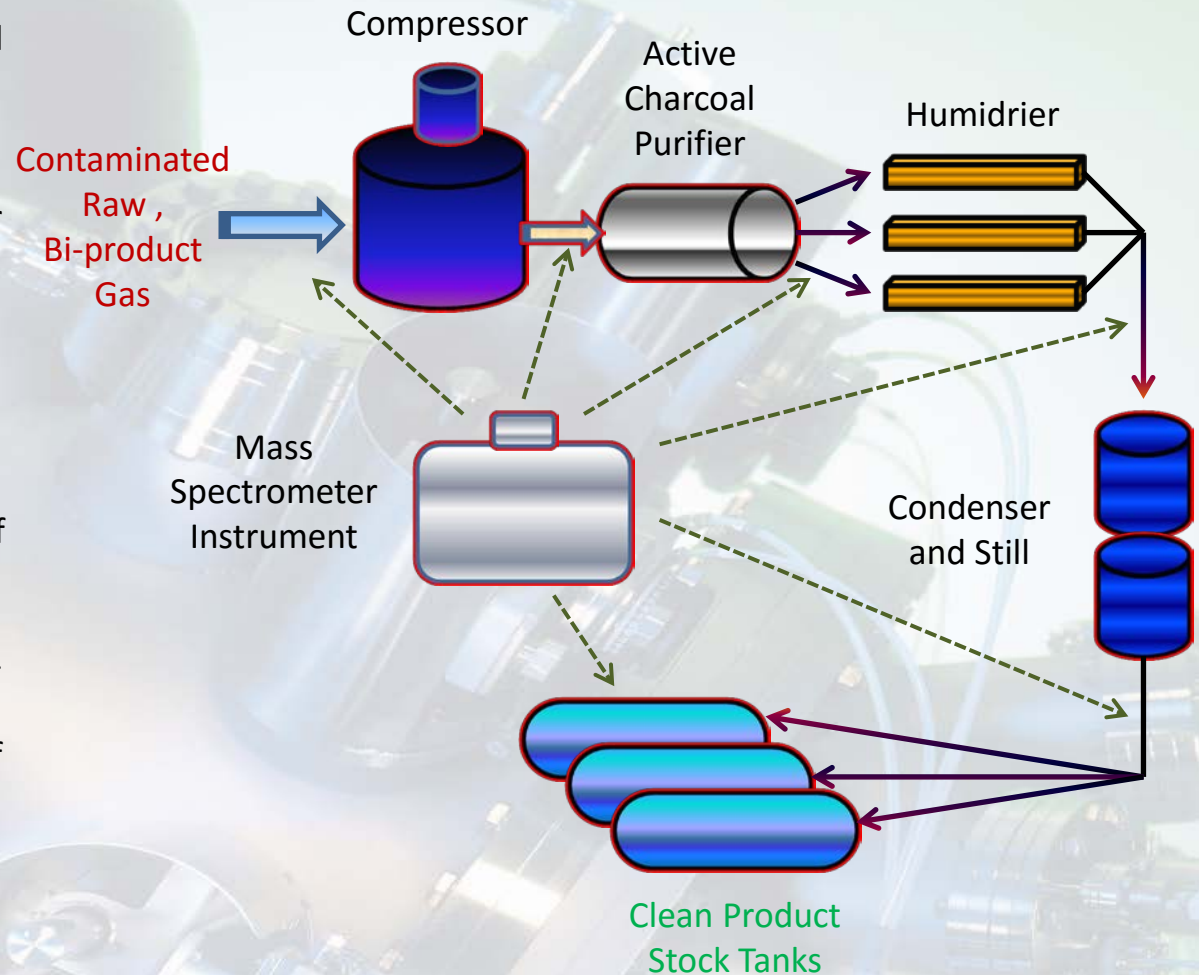 Compressor
Active
Charcoal
Purifier
Humidrier
Contaminated
Raw ,
Bi-product
Gas
Mass
Spectrometer
Instrument
Condenser
and Still
Clean Product
Stock Tanks